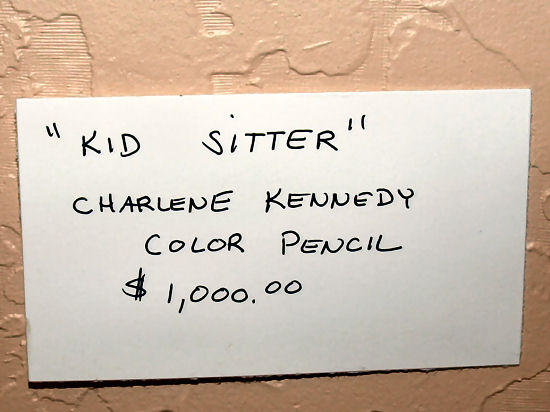 "KID SiTTER"
CHARLENE KENNEDY
COLOR PENCIL
$1,000.00